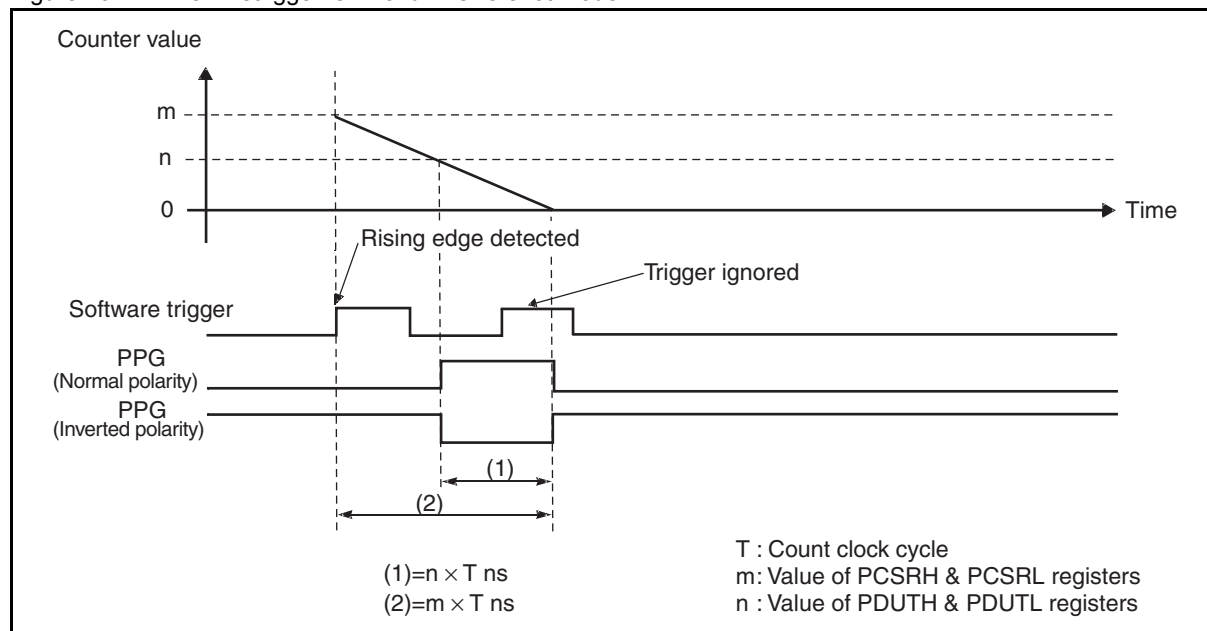 Counter value
m
n
0
Time
Rising edge detected
Trigger ignored
Software trigger
PPG
(Normal polarity)
PPG
(Inverted polarity)
(1)
(2)
(1)=n × T ns
(2)=m × T ns
T : Count clock cycle
m: Value of PCSRH & PCSRL registers
n : Value of PDUTH & PDUTL registers